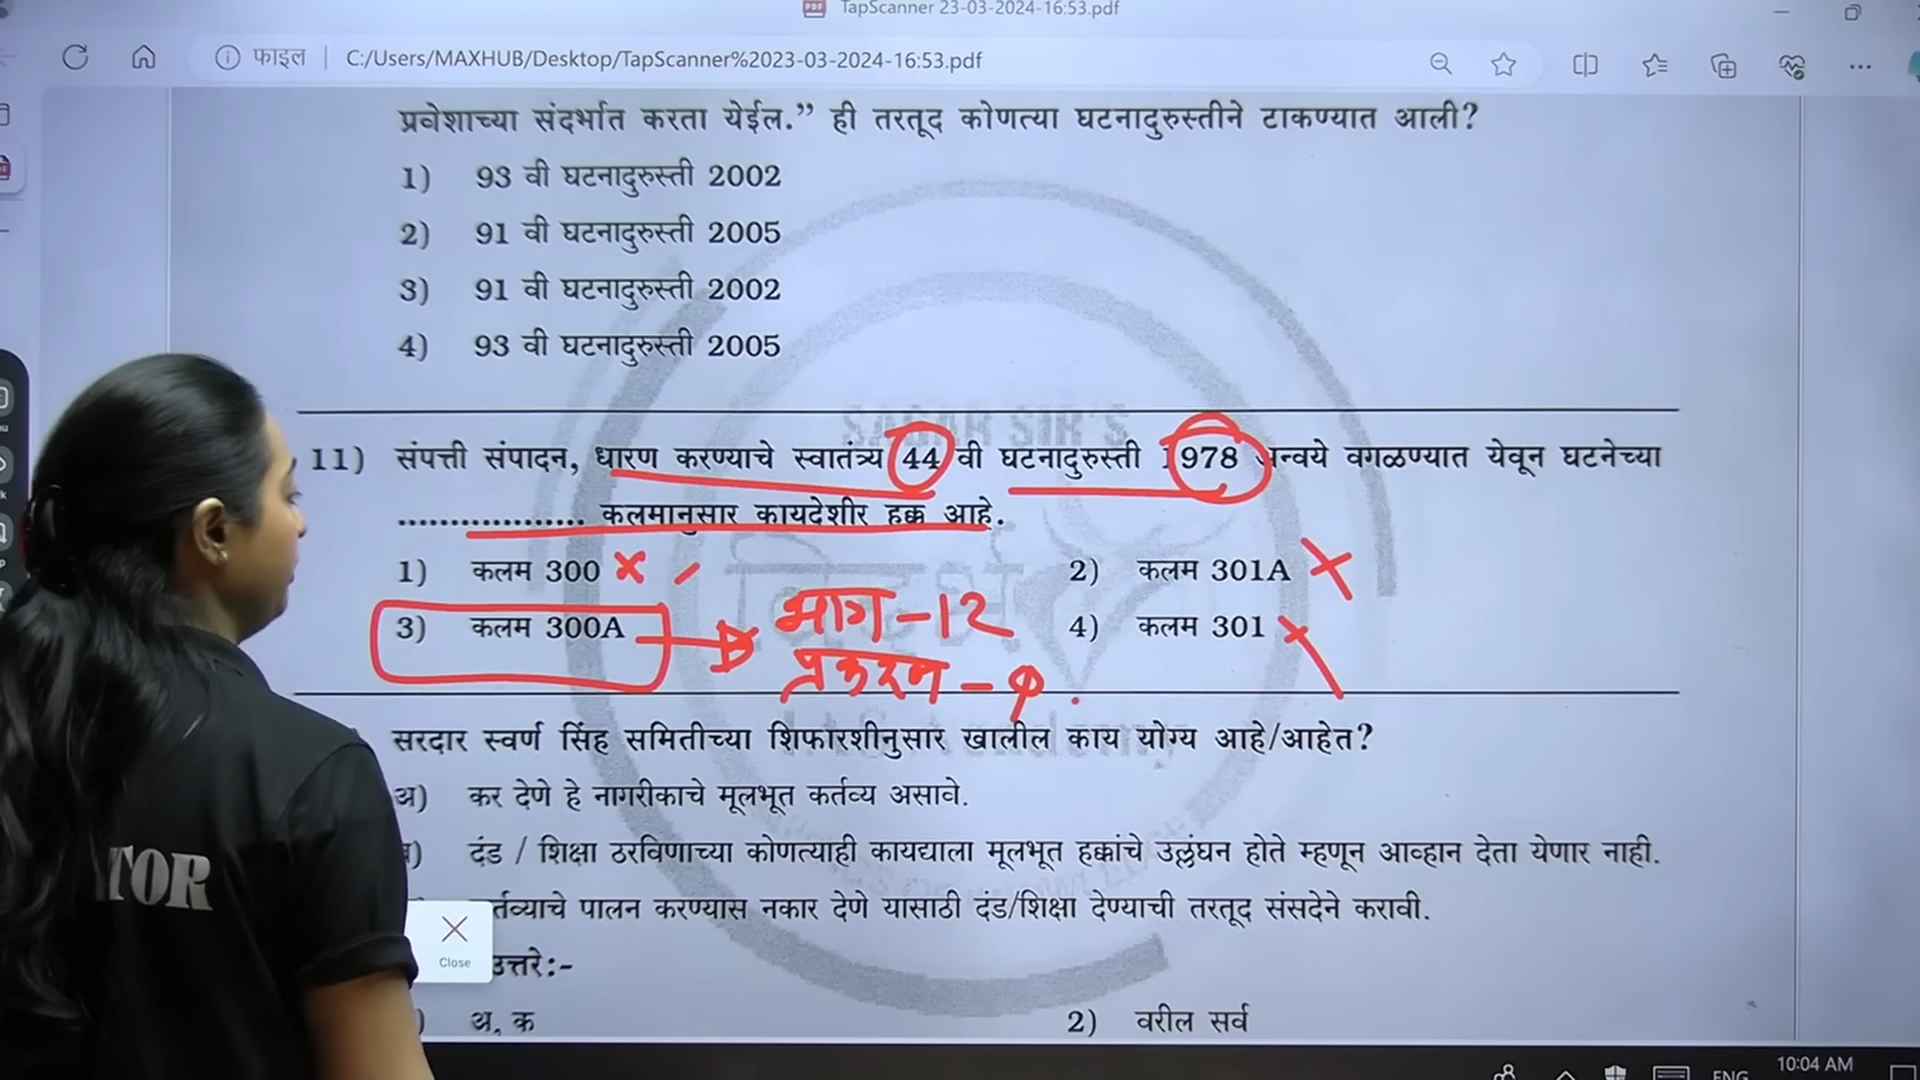 TapScanner 23-03-2024-16:53.pdf
फाइल | C:/Users/MAXHUB/Desktop/TapScanner%2023-03-2024-16:53.pdf
प्रवेशाच्या संदर्भात करता येईल.” ही तरतूद कोणत्या घटनादुरुस्तीने टाकण्यात आली?
1) 93 वी घटनादुरुस्ती 2002
2) 91 वी घटनादुरुस्ती 2005
3) 91 वी घटनादुरुस्ती 2002
4) 93 वी घटनादुरुस्ती 2005
SAGAR SIR'S
11) संपत्ती संपादन, धारण करण्याचे स्वातंत्र्य 44 वी घटनादुरुस्ती 1978 अन्वये वगळण्यात येवून घटनेच्या
.................. कलमानुसार कायदेशीर हक्क आहे.
1) कलम 300 2) कलम 301A
3) कलम 300A 4) कलम 301
भाग-12
प्रकरण-φ.
सरदार स्वर्ण सिंह समितीच्या शिफारशीनुसार खालील काय योग्य आहे/आहेत?
अ) कर देणे हे नागरीकाचे मूलभूत कर्तव्य असावे.
दंड / शिक्षा ठरविणाच्या कोणत्याही कायद्याला मूलभूत हक्कांचे उल्लंघन होते म्हणून आव्हान देता येणार नाही.
र्तव्याचे पालन करण्यास नकार देणे यासाठी दंड/शिक्षा देण्याची तरतूद संसदेने करावी.
उत्तरे:-
) अ, क 2) वरील सर्व
Close
TOR
ENG
10:04 AM